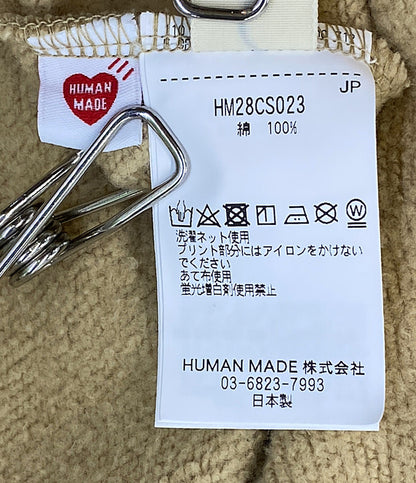 JP
HUMAN
MADE
HM28CS023
綿 100%
洗濯ネット使用
プリント部分にはアイロンをかけない
でください
あて布使用
蛍光増白剤使用禁止
HUMAN MADE 株式会社
03-6823-7993
日本製